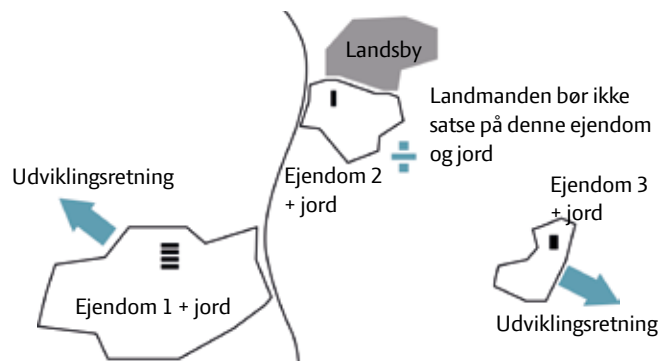 Landsby
Landmanden bør ikke
satse på denne ejendom
og jord
Ejendom 2
+ jord
Udviklingsretning
Ejendom 3
+ jord
Ejendom 1 + jord
Udviklingsretning